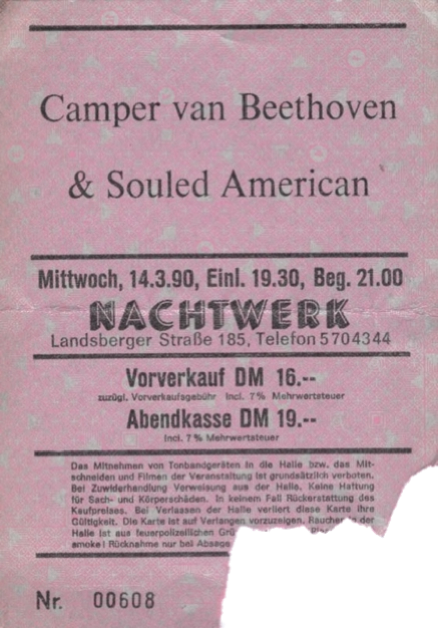 Camper van Beethoven
& Souled American
Mittwoch, 14.3.90, Einl. 19.30, Beg. 21.00
NACHTWERK
Landsberger Straße 185, Telefon 5704344
Vorverkauf DM 16.--
zuzügl. Vorverkaufsgebühr incl. 7% Mehrwertsteuer
Abendkasse DM 19.--
incl. 7% Mehrwertsteuer
Das Mitnehmen von Tonbandgeräten in die Halle bzw. das Mit-
schneiden und Filmen der Veranstaltung ist grundsätzlich verboten.
Bei Zuwiderhandlung Verweisung aus der Halle. Keine Haftung
für Sach- und Körperschäden. In keinem Fall Rückerstattung des
Kaufpreises. Bei Verlassen der Halle verliert diese Karte ihre
Gültigkeit. Die Karte ist auf Verlangen vorzuzeigen. Rauchen in der
Halle ist aus feuerpolizeilichen
smoke! Rücknahme nur bei Absage
Nr. 00608